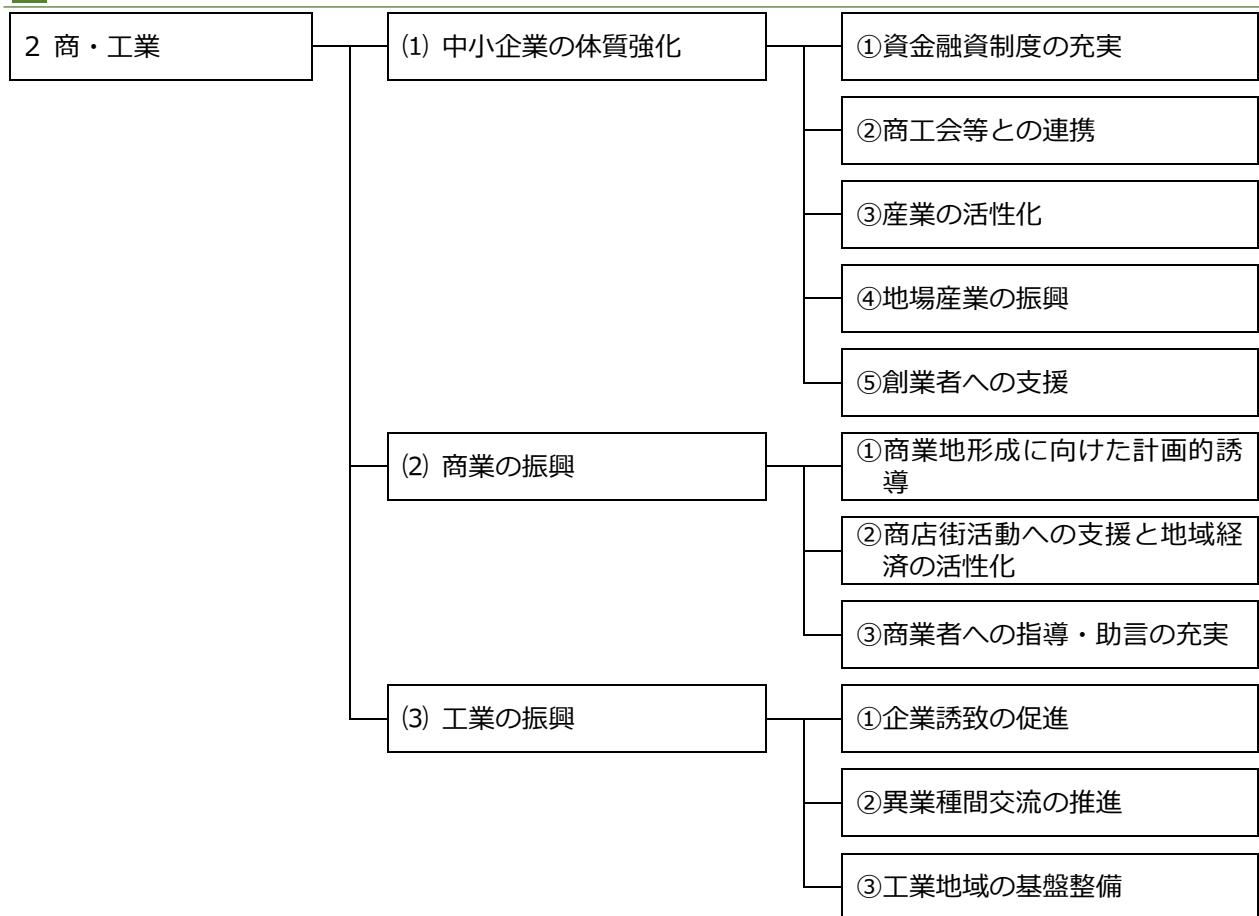 2 商・工業
⑴ 中小企業の体質強化
①資金融資制度の充実
②商工会等との連携
③産業の活性化
④地場産業の振興
⑤創業者への支援
⑵ 商業の振興
①商業地形成に向けた計画的誘
導
②商店街活動への支援と地域経
済の活性化
③商業者への指導・助言の充実
⑶ 工業の振興
①企業誘致の促進
②異業種間交流の推進
③工業地域の基盤整備